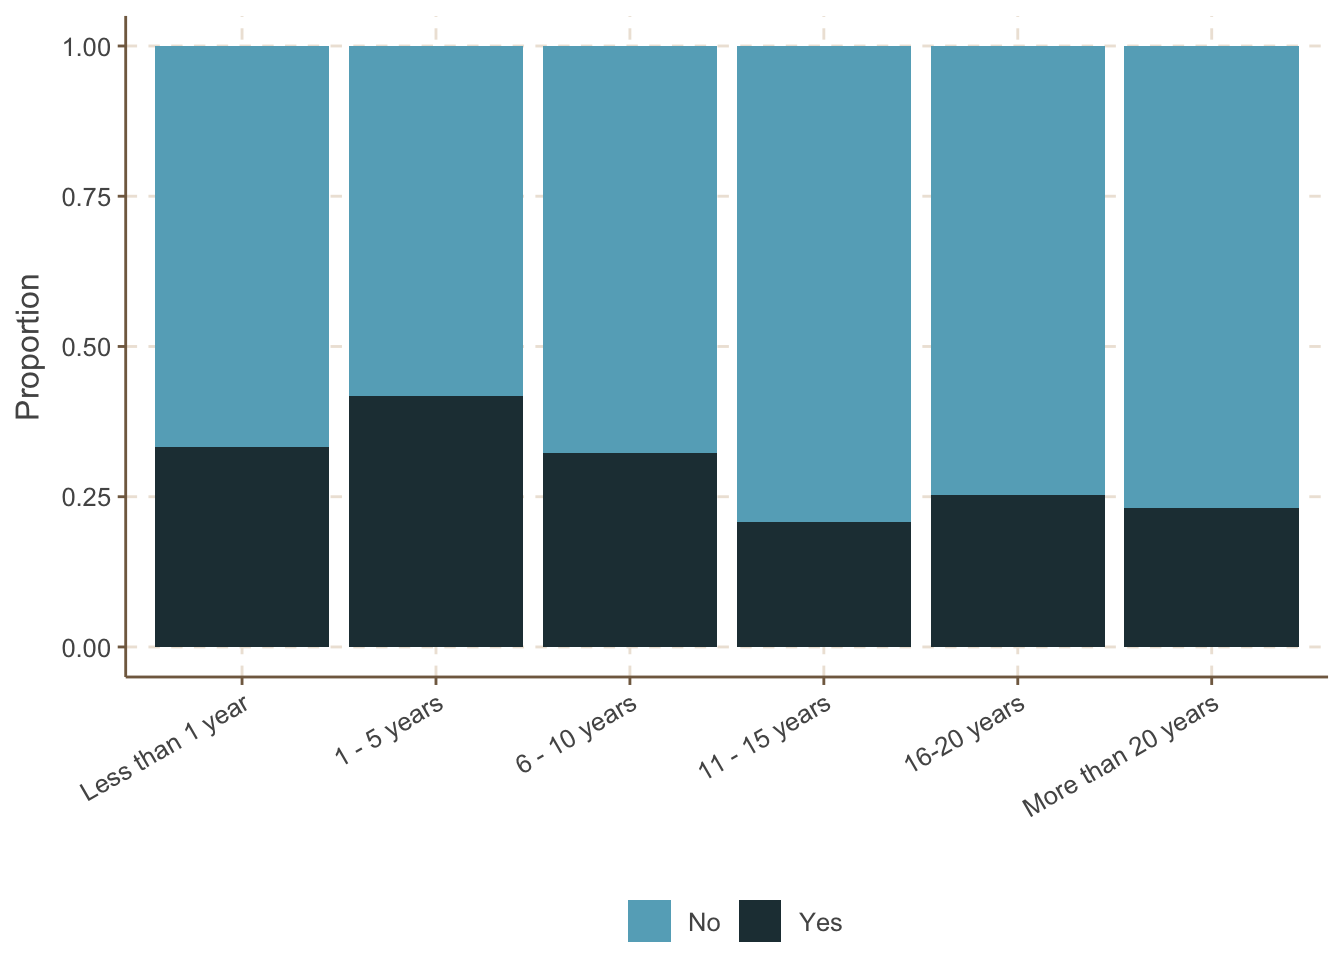 Proportion
1.00
0.75
0.50
0.25
0.00
Less than 1 year
1 - 5 years
6 - 10 years
11 - 15 years
16-20 years
More than 20 years
No Yes